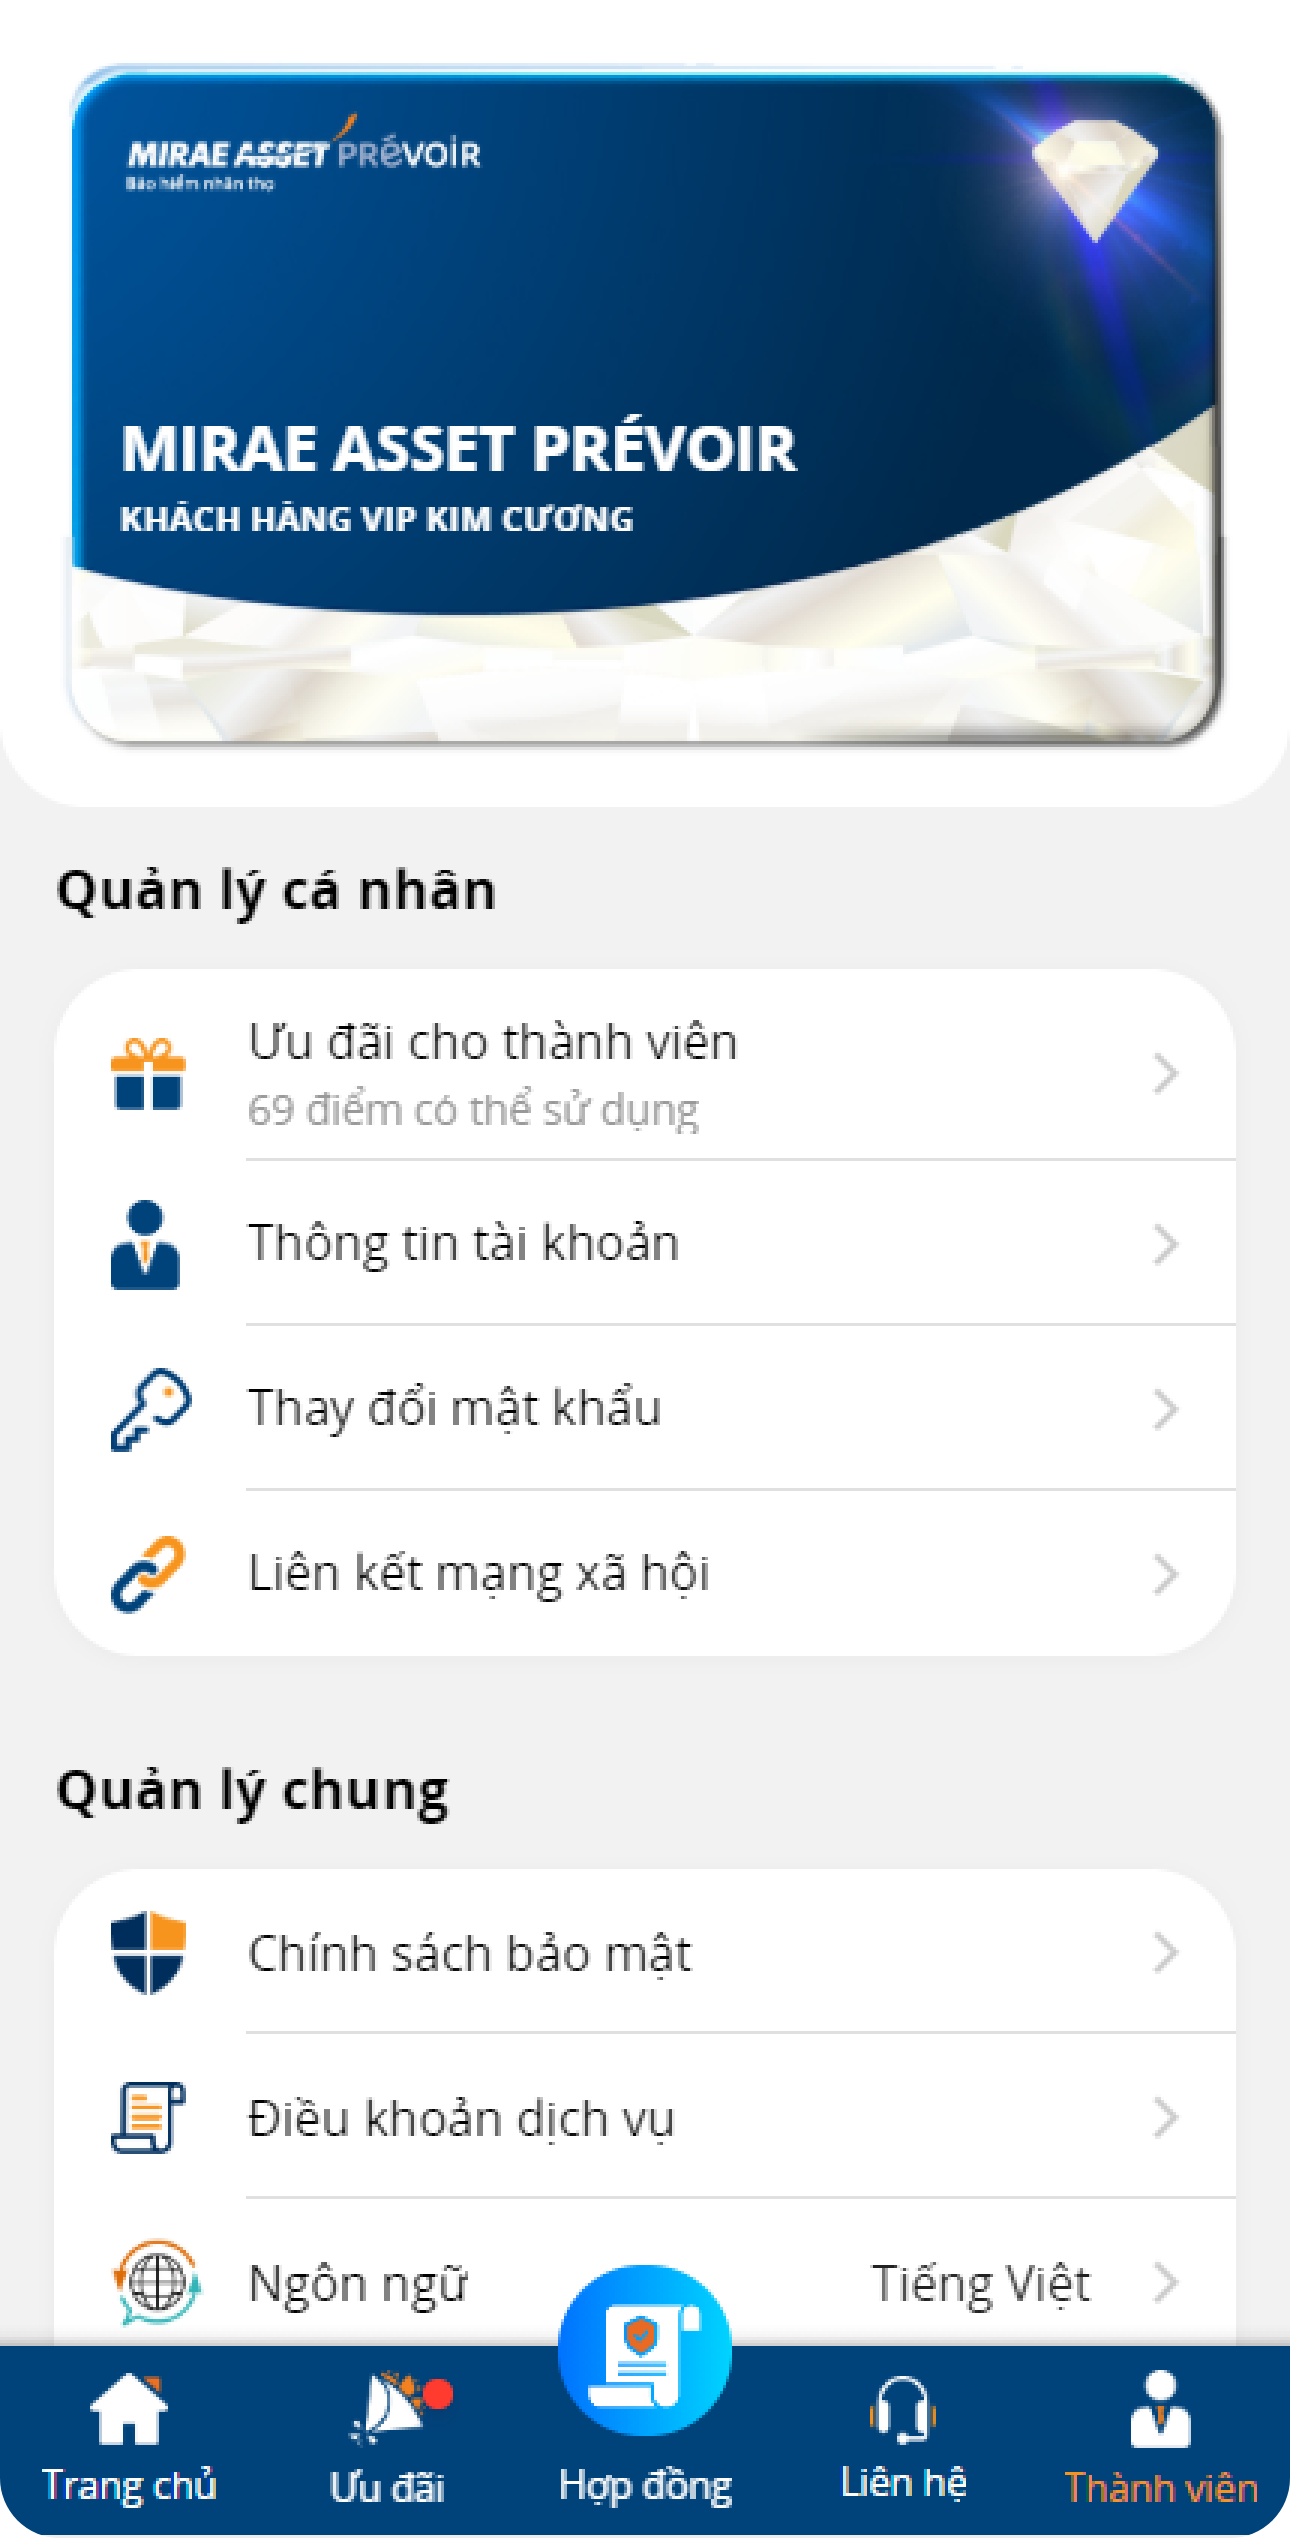 MIRAE ASSET PRÉVOIR
Bảo hiểm nhân thọ
MIRAE ASSET PRÉVOIR
KHÁCH HÀNG VIP KIM CƯƠNG
Quản lý cá nhân
Ưu đãi cho thành viên
69 điểm có thể sử dụng
Thông tin tài khoản
Thay đổi mật khẩu
Liên kết mạng xã hội
Quản lý chung
Chính sách bảo mật
Điều khoản dịch vụ
Ngôn ngữ Tiếng Việt
Trang chủ Ưu đãi Hợp đồng Liên hệ Thành viên